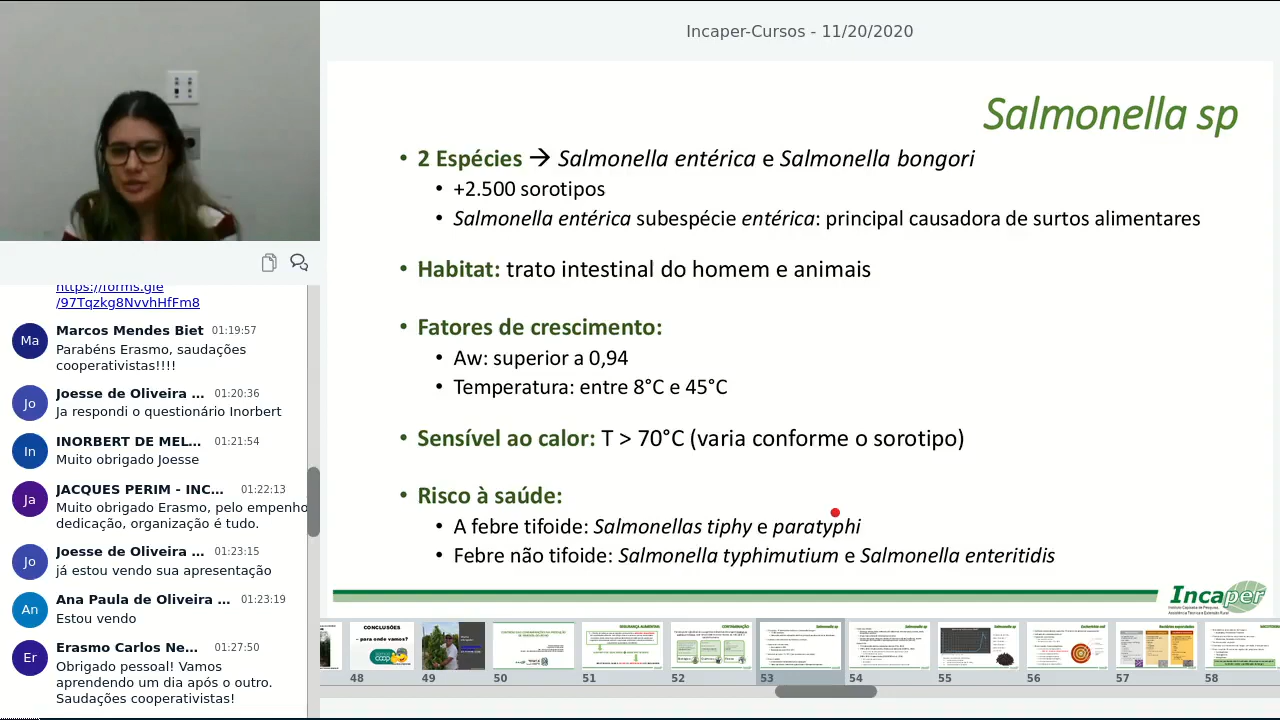 Incaper-Cursos - 11/20/2020
Salmonella sp
• 2 Espécies → Salmonella entérica e Salmonella bongori
• +2.500 sorotipos
• Salmonella entérica subespécie entérica: principal causadora de surtos alimentares
• Habitat: trato intestinal do homem e animais
• Fatores de crescimento:
• Aw: superior a 0,94
• Temperatura: entre 8°C e 45°C
• Sensível ao calor: T > 70°C (varia conforme o sorotipo)
• Risco à saúde:
• A febre tifoide: Salmonellas tiphy e paratyphi
• Febre não tifoide: Salmonella typhimutium e Salmonella enteritidis
Incaper
https://forms.gle
/97Tqzkg8NvvhHfFm8
Ma
Marcos Mendes Biet 01:19:57
Parabéns Erasmo, saudações
cooperativistas!!!!
Jo
Joesse de Oliveira ... 01:20:36
Ja respondi o questionário Inorbert
In
INORBERT DE MEL... 01:21:54
Muito obrigado Joesse
Ja
JACQUES PERIM - INC... 01:22:13
Muito obrigado Erasmo, pelo empenho
dedicação, organização é tudo.
Jo
Joesse de Oliveira ... 01:23:15
já estou vendo sua apresentação
An
Ana Paula de Oliveira ... 01:23:19
Estou vendo
Er
Erasmo Carlos Ne... 01:27:50
Obrigado pessoal! Vamos
aprendendo um dia após o outro.
Saudações cooperativistas!
CONCLUSÕES
- para onde vamos?
coop
48 49 50 51 52 53 54 55 56 57 58